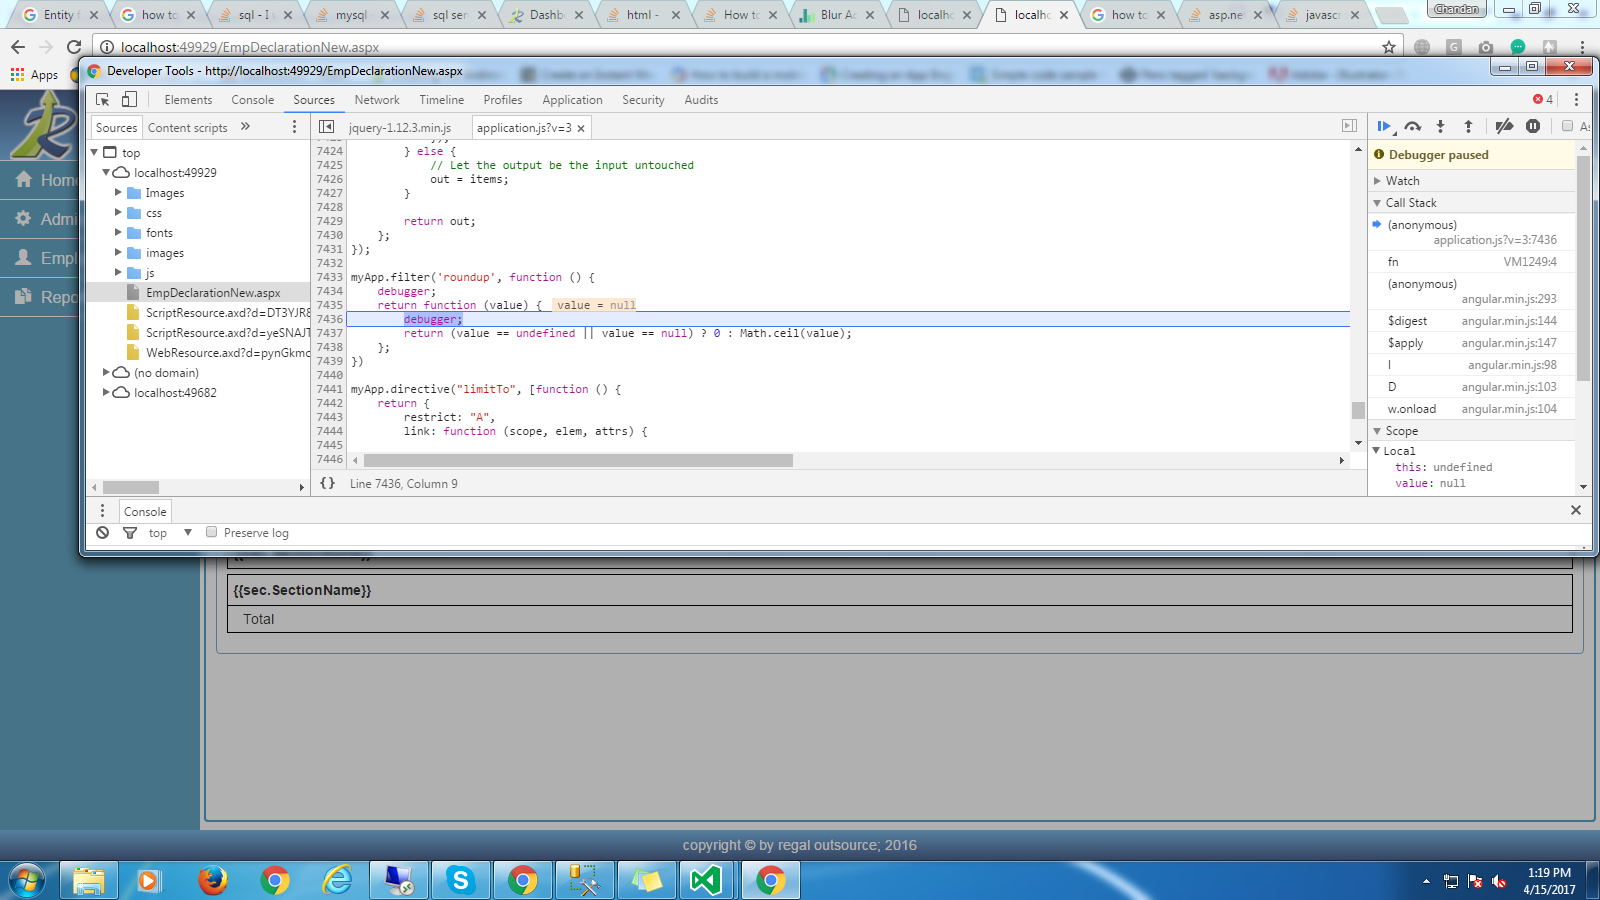 Entity f
how to
sql - I
mysql
sql ser
Dashb
html -
How to
Blur Ac
localho
localho
how to
asp.ne
javascr
Chandan
localhost:49929/EmpDeclarationNew.aspx
Apps
Developer Tools - http://localhost:49929/EmpDeclarationNew.aspx
Elements Console Sources Network Timeline Profiles Application Security Audits
4
Sources Content scripts »
jquery-1.12.3.min.js
application.js?v=3
As
top
localhost:49929
Images
css
fonts
images
js
EmpDeclarationNew.aspx
ScriptResource.axd?d=DT3YJR8
ScriptResource.axd?d=yeSNAJT
WebResource.axd?d=pynGkmc
(no domain)
localhost:49682
7424 } else {
7425 // Let the output be the input untouched
7426 out = items;
7427 }
7428
7429 return out;
7430 };
7431 });
7432
7433 myApp.filter('roundup', function () {
7434 debugger;
7435 return function (value) { value = null
7436 debugger;
7437 return (value == undefined || value == null) ? 0 : Math.ceil(value);
7438 };
7439 })
7440
7441 myApp.directive("limitTo", [function () {
7442 return {
7443 restrict: "A",
7444 link: function (scope, elem, attrs) {
7445
7446
{} Line 7436, Column 9
Debugger paused
Watch
Call Stack
(anonymous)
application.js?v=3:7436
fn VM1249:4
(anonymous)
angular.min.js:293
$digest angular.min.js:144
$apply angular.min.js:147
l angular.min.js:98
D angular.min.js:103
w.onload angular.min.js:104
Scope
Local
this: undefined
value: null
Console
top
Preserve log
Home
Admi
Empl
Repo
{{sec.SectionName}}
Total
copyright © by regal outsource; 2016
1:19 PM
4/15/2017